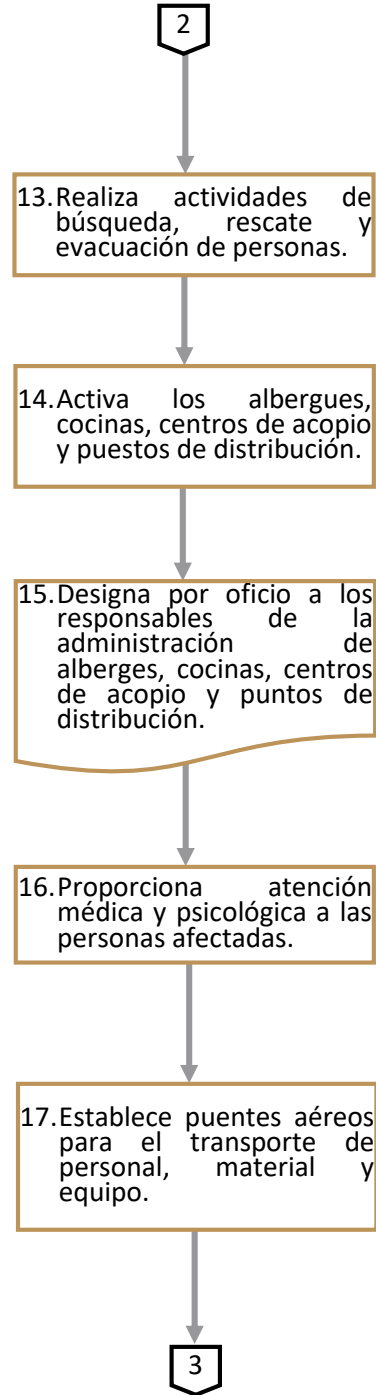 2
13. Realiza actividades de
búsqueda, rescate y
evacuación de personas.
14. Activa los albergues,
cocinas, centros de acopio
y puestos de distribución.
15. Designa por oficio a los
responsables de la
administración de
alberges, cocinas, centros
de acopio y puntos de
distribución.
16. Proporciona atención
médica y psicológica a las
personas afectadas.
17. Establece puentes aéreos
para el transporte de
personal, material y
equipo.
3